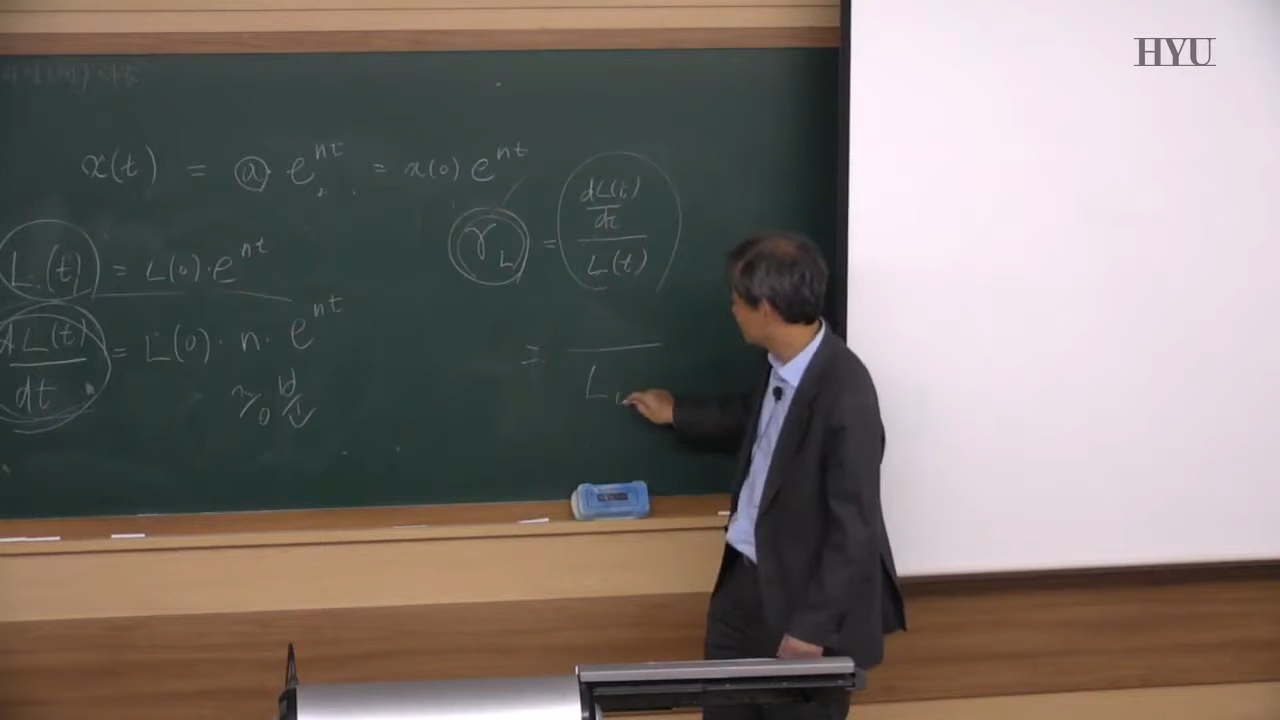 HYU
x(t) = a · e^{nt} = x(0) e^{nt}
L(t) = L(0) · e^{nt}
dL(t)/dt = L(0) · n · e^{nt}
γ_L = (dL(t)/dt) / L(t)
= ― / L